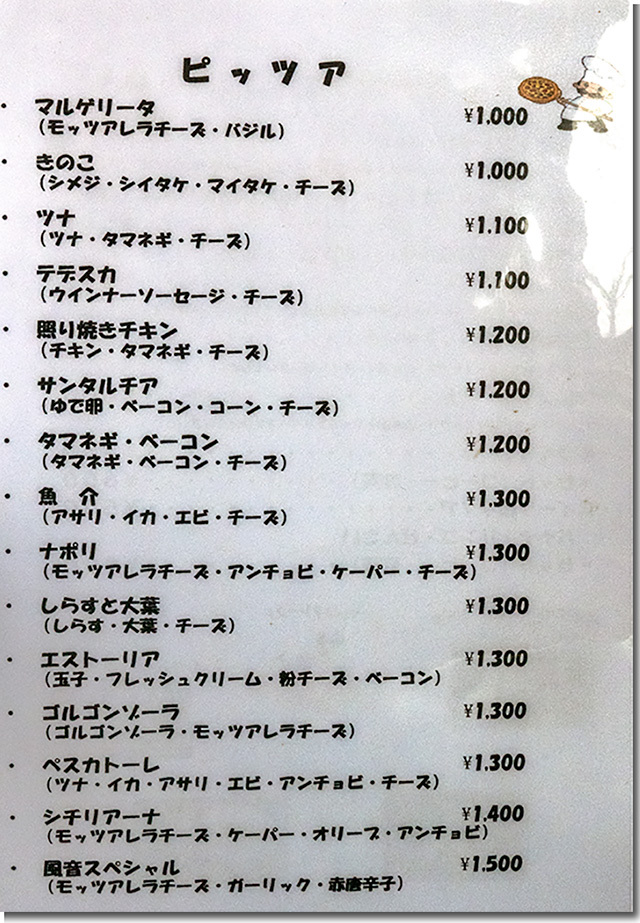 ピッツァ
・ マルゲリータ ¥1.000
（モッツアレラチーズ・バジル）
・ きのこ ¥1.000
（シメジ・シイタケ・マイタケ・チーズ）
・ ツナ ¥1.100
（ツナ・タマネギ・チーズ）
・ テデスカ ¥1.100
（ウインナーソーセージ・チーズ）
・ 照り焼きチキン ¥1.200
（チキン・タマネギ・チーズ）
・ サンタルチア ¥1.200
（ゆで卵・ベーコン・コーン・チーズ）
・ タマネギ・ベーコン ¥1.200
（タマネギ・ベーコン・チーズ）
・ 魚　介 ¥1.300
（アサリ・イカ・エビ・チーズ）
・ ナポリ ¥1.300
（モッツアレラチーズ・アンチョビ・ケーパー・チーズ）
・ しらすと大葉 ¥1.300
（しらす・大葉・チーズ）
・ エストーリア ¥1.300
（玉子・フレッシュクリーム・粉チーズ・ベーコン）
・ ゴルゴンゾーラ ¥1.300
（ゴルゴンゾーラ・モッツアレラチーズ）
・ ペスカトーレ ¥1.300
（ツナ・イカ・アサリ・エビ・アンチョビ・チーズ）
・ シチリアーナ ¥1.400
（モッツアレラチーズ・ケーパー・オリーブ・アンチョビ）
・ 風音スペシャル ¥1.500
（モッツアレラチーズ・ガーリック・赤唐辛子）